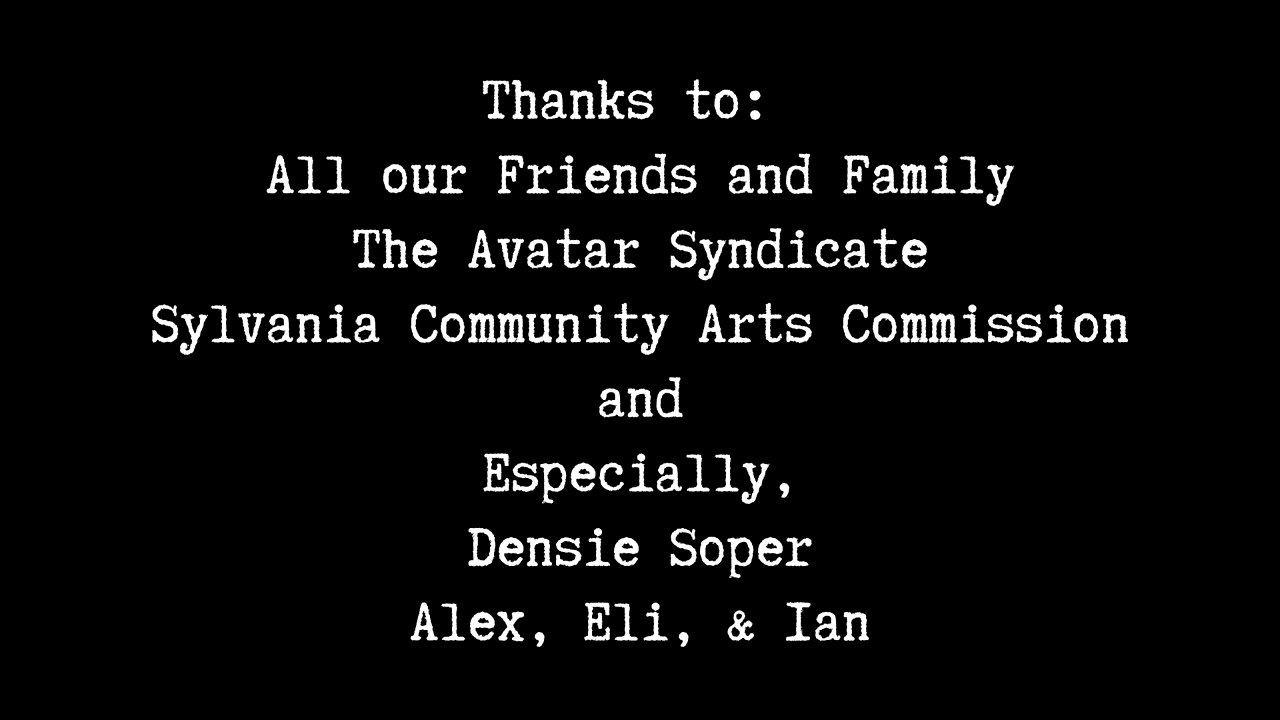 Thanks to:
All our Friends and Family
The Avatar Syndicate
Sylvania Community Arts Commission
and
Especially,
Densie Soper
Alex, Eli, & Ian